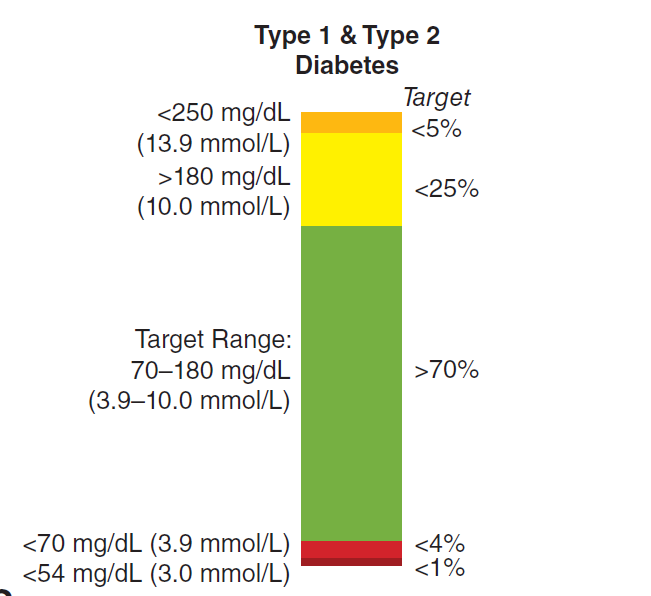 Type 1 & Type 2
Diabetes
Target
<250 mg/dL
(13.9 mmol/L)
<5%
>180 mg/dL
(10.0 mmol/L)
<25%
Target Range:
70–180 mg/dL
(3.9–10.0 mmol/L)
>70%
<70 mg/dL (3.9 mmol/L)
<4%
<54 mg/dL (3.0 mmol/L)
<1%